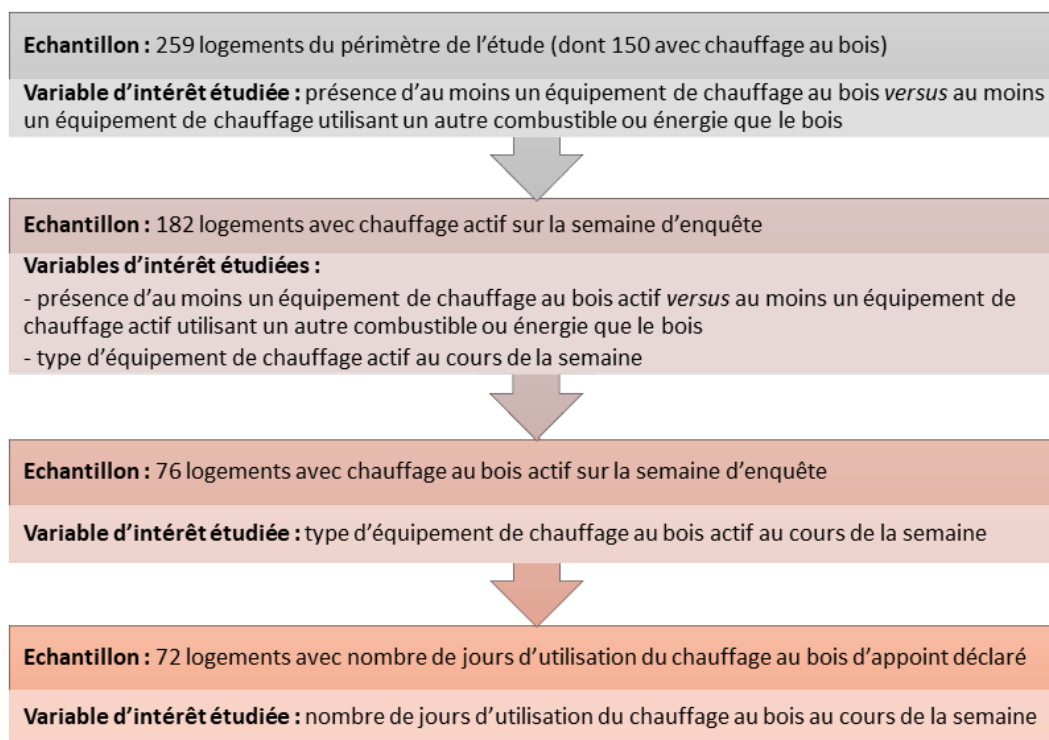 Echantillon : 259 logements du périmètre de l'étude (dont 150 avec chauffage au bois)
Variable d'intérêt étudiée : présence d'au moins un équipement de chauffage au bois versus au moins
un équipement de chauffage utilisant un autre combustible ou énergie que le bois
Echantillon : 182 logements avec chauffage actif sur la semaine d'enquête
Variables d'intérêt étudiées :
- présence d'au moins un équipement de chauffage au bois actif versus au moins un équipement de
chauffage actif utilisant un autre combustible ou énergie que le bois
- type d'équipement de chauffage actif au cours de la semaine
Echantillon : 76 logements avec chauffage au bois actif sur la semaine d'enquête
Variable d'intérêt étudiée : type d'équipement de chauffage au bois actif au cours de la semaine
Echantillon : 72 logements avec nombre de jours d'utilisation du chauffage au bois d'appoint déclaré
Variable d'intérêt étudiée : nombre de jours d'utilisation du chauffage au bois au cours de la semaine